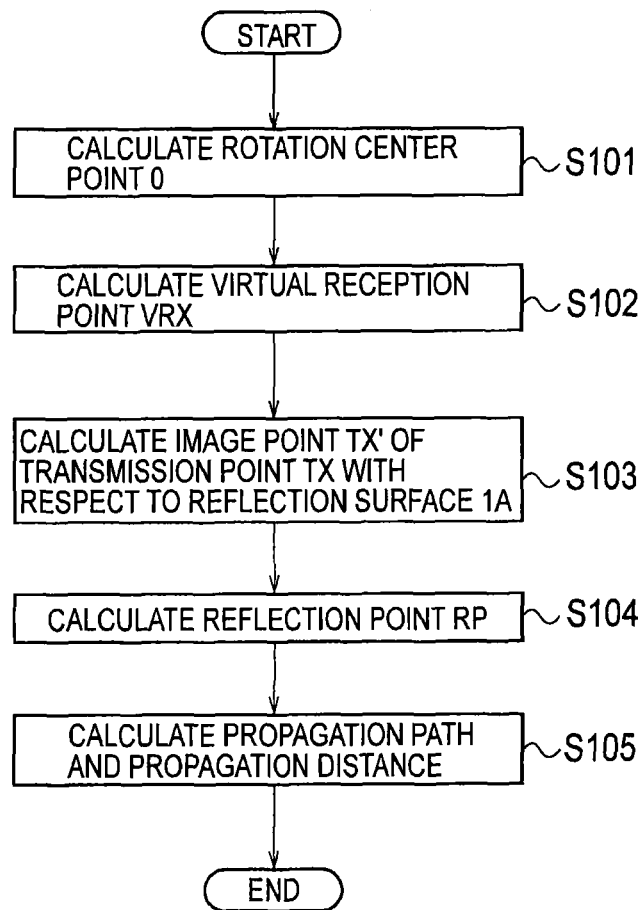 START
CALCULATE ROTATION CENTER
POINT 0
S101
CALCULATE VIRTUAL RECEPTION
POINT VRX
S102
CALCULATE IMAGE POINT TX' OF
TRANSMISSION POINT TX WITH
RESPECT TO REFLECTION SURFACE 1A
S103
CALCULATE REFLECTION POINT RP
S104
CALCULATE PROPAGATION PATH
AND PROPAGATION DISTANCE
S105
END